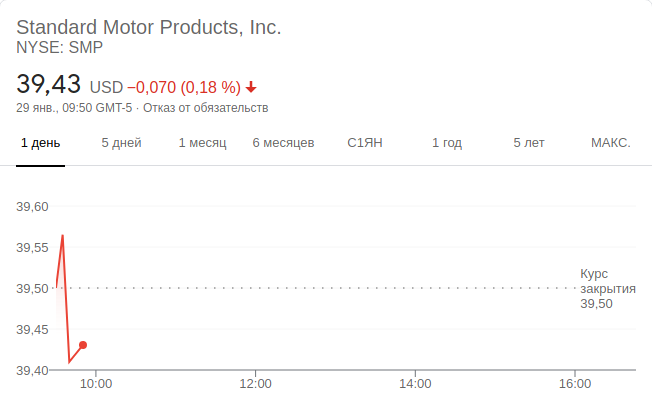 Standard Motor Products, Inc.
NYSE: SMP
39,43 USD −0,070 (0,18 %)
29 янв., 09:50 GMT-5 · Отказ от обязательств
1 день 5 дней 1 месяц 6 месяцев С1ЯН 1 год 5 лет МАКС.
39,60
39,55
39,50
39,45
39,40
Курс
закрытия
39,50
10:00 12:00 14:00 16:00